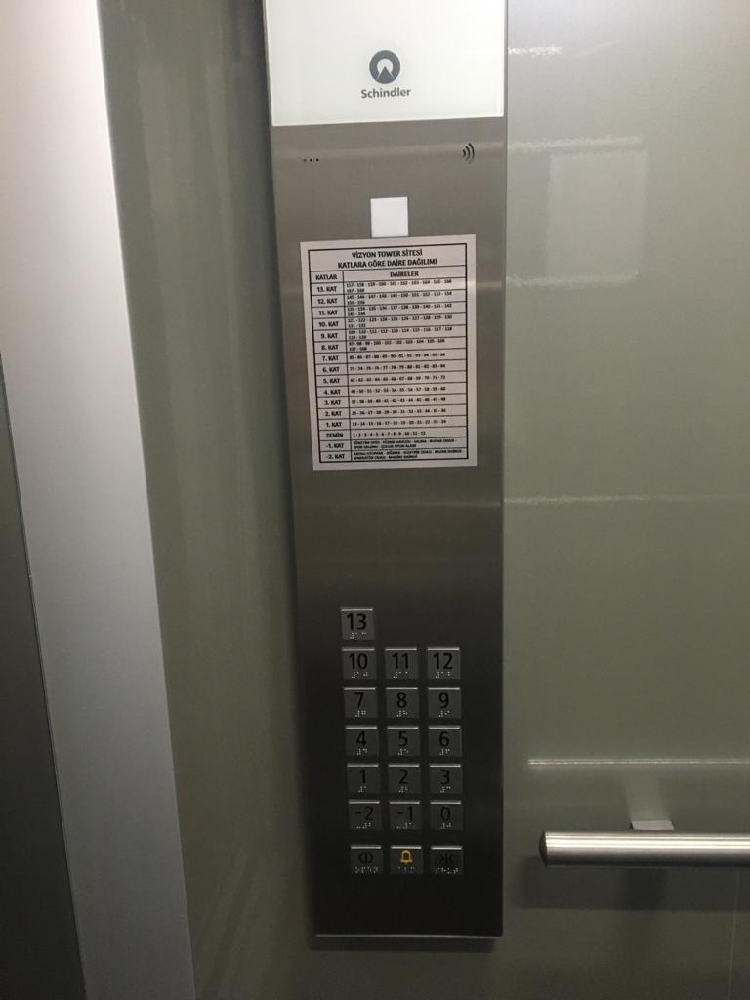 Schindler
VİZYON TOWER SİTESİ
KATLARA GÖRE DAİRE DAĞILIMI
KATLAR DAİRELER
13. KAT 157 - 158 - 159 - 160 - 161 - 162 - 163 - 164 - 165 - 166
167 - 168
12. KAT 145 - 146 - 147 - 148 - 149 - 150 - 151 - 152 - 153 - 154
155 - 156
11. KAT 133 - 134 - 135 - 136 - 137 - 138 - 139 - 140 - 141 - 142
143 - 144
10. KAT 121 - 122 - 123 - 124 - 125 - 126 - 127 - 128 - 129 - 130
131 - 132
9. KAT 109 - 110 - 111 - 112 - 113 - 114 - 115 - 116 - 117 - 118
119 - 120
8. KAT 97 - 98 - 99 - 100 - 101 - 102 - 103 - 104 - 105 - 106
107 - 108
7. KAT 85 - 86 - 87 - 88 - 89 - 90 - 91 - 92 - 93 - 94 - 95 - 96
6. KAT 73 - 74 - 75 - 76 - 77 - 78 - 79 - 80 - 81 - 82 - 83 - 84
5. KAT 61 - 62 - 63 - 64 - 65 - 66 - 67 - 68 - 69 - 70 - 71 - 72
4. KAT 49 - 50 - 51 - 52 - 53 - 54 - 55 - 56 - 57 - 58 - 59 - 60
3. KAT 37 - 38 - 39 - 40 - 41 - 42 - 43 - 44 - 45 - 46 - 47 - 48
2. KAT 25 - 26 - 27 - 28 - 29 - 30 - 31 - 32 - 33 - 34 - 35 - 36
1. KAT 13 - 14 - 15 - 16 - 17 - 18 - 19 - 20 - 21 - 22 - 23 - 24
ZEMİN 1 - 2 - 3 - 4 - 5 - 6 - 7 - 8 - 9 - 10 - 11 - 12
-1. KAT YÖNETİM OFİSİ - YÜZME HAVUZU - SAUNA - BUHAR ODASI -
SPOR SALONU - ÇOCUK OYUN ALANI
-2. KAT KAPALI OTOPARK - SIĞINAK - ELEKTRİK ODASI - KAZAN DAİRESİ -
JENERATÖR ODASI - MAKİNE DAİRESİ
13
10 11 12
7 8 9
4 5 6
1 2 3
-2 -1 0